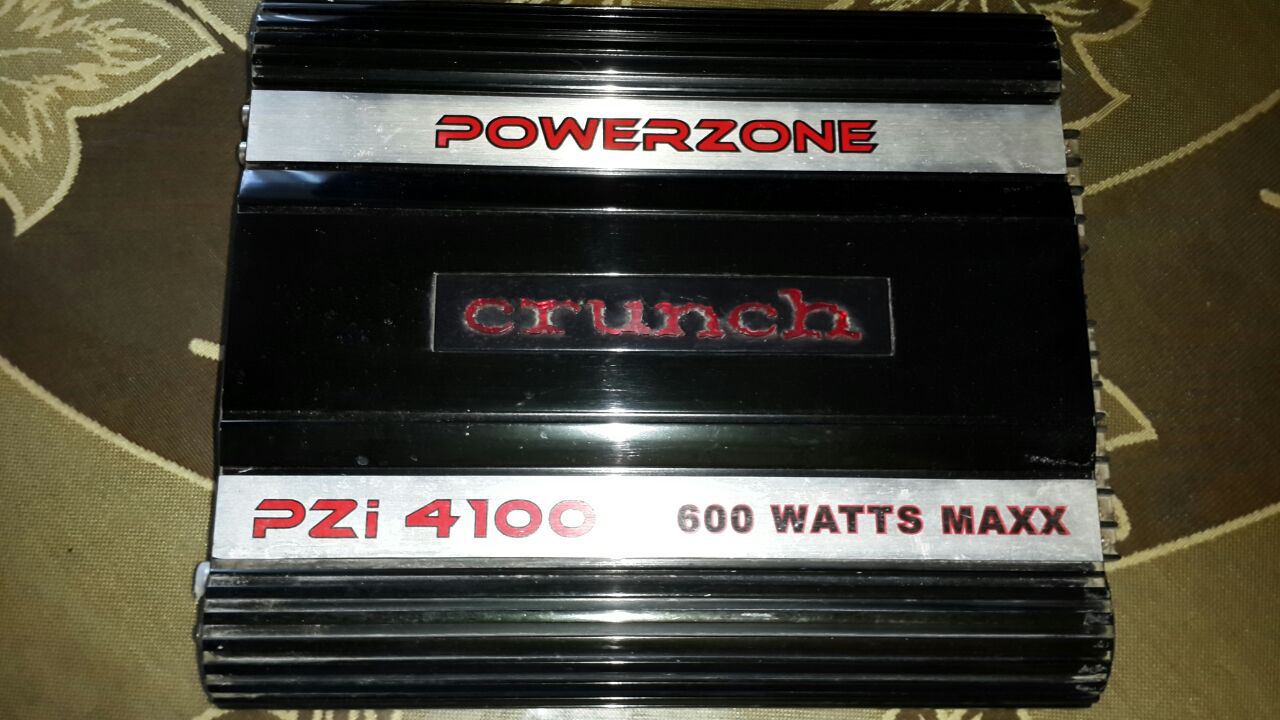 POWERZONE
crunch
PZi 4100 600 WATTS MAXX